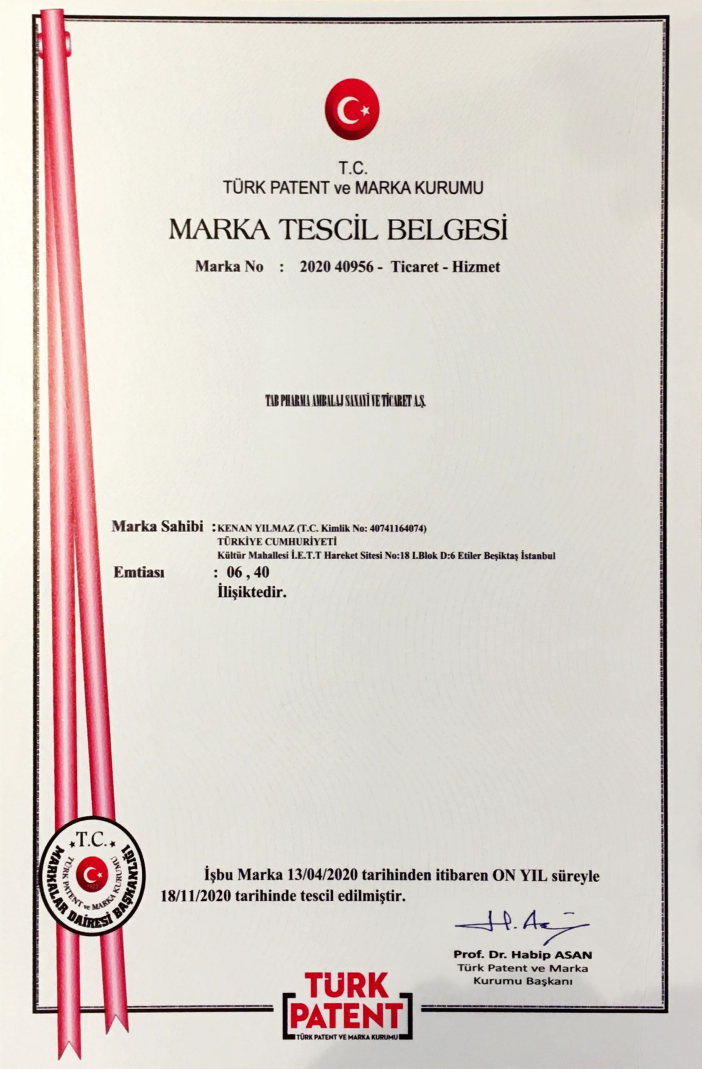 T.C.
TÜRK PATENT ve MARKA KURUMU
MARKA TESCİL BELGESİ
Marka No : 2020 40956 - Ticaret - Hizmet
TAB PHARMA AMBALAJ SANAYİ VE TİCARET A.Ş.
Marka Sahibi : KENAN YILMAZ (T.C. Kimlik No: 40741164074)
TÜRKİYE CUMHURİYETİ
Kültür Mahallesi İ.E.T.T Hareket Sitesi No:18 I.Blok D:6 Etiler Beşiktaş İstanbul
Emtiası : 06 , 40
İlişiktedir.
T.C.
TÜRK PATENT ve MARKA KURUMU
MARKALAR DAİRESİ BAŞKANLIĞI
İşbu Marka 13/04/2020 tarihinden itibaren ON YIL süreyle
18/11/2020 tarihinde tescil edilmiştir.
H. Asan
Prof. Dr. Habip ASAN
Türk Patent ve Marka
Kurumu Başkanı
TÜRK
PATENT
TÜRK PATENT VE MARKA KURUMU